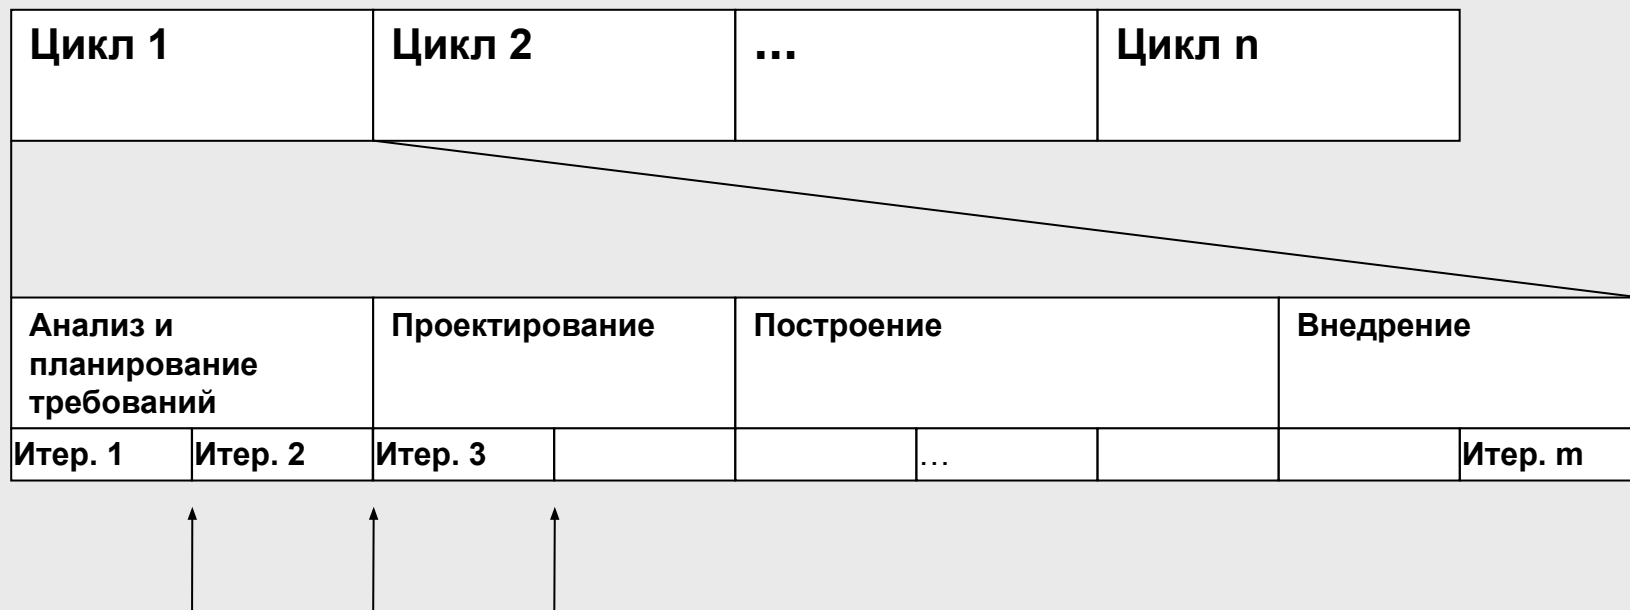 Цикл 1
Цикл 2
...
Цикл n
Анализ и
планирование
требований
Проектирование
Построение
Внедрение
Итер. 1
Итер. 2
Итер. 3
...
Итер. m